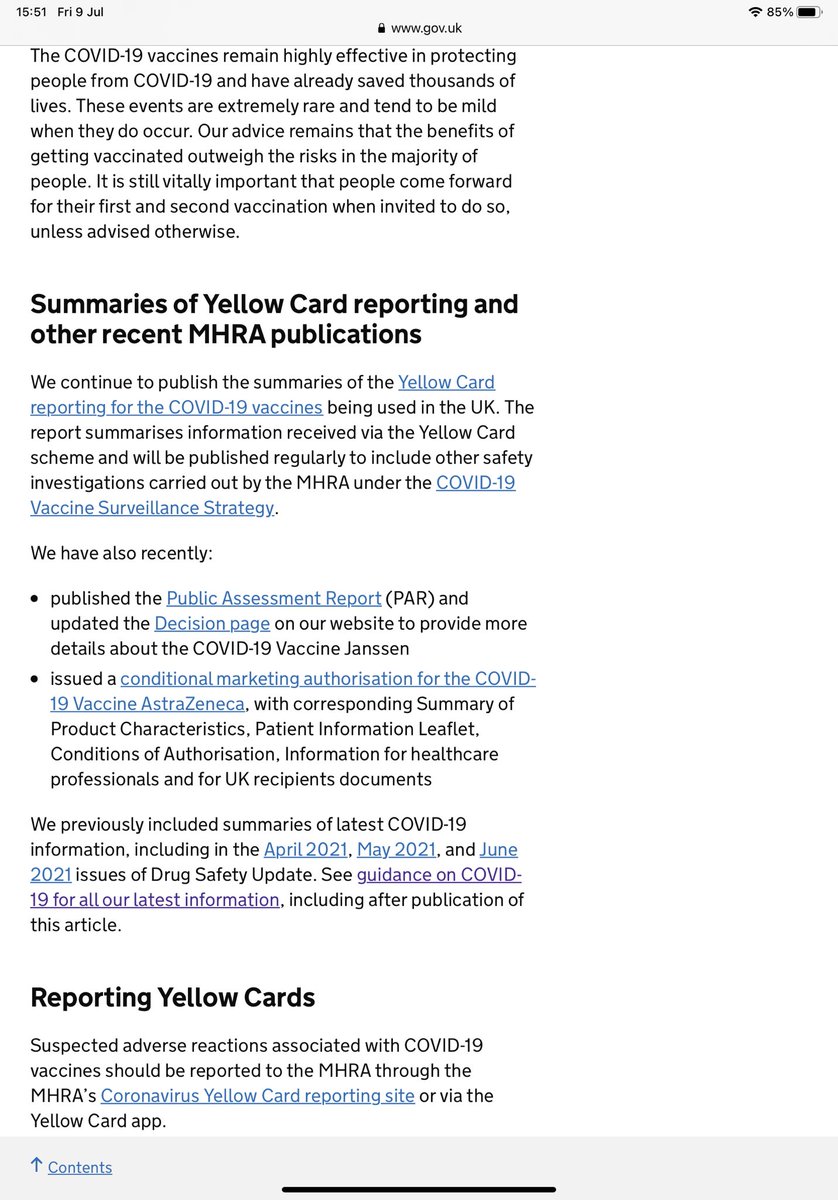 15:51 Fri 9 Jul
85%
www.gov.uk
The COVID-19 vaccines remain highly effective in protecting
people from COVID-19 and have already saved thousands of
lives. These events are extremely rare and tend to be mild
when they do occur. Our advice remains that the benefits of
getting vaccinated outweigh the risks in the majority of
people. It is still vitally important that people come forward
for their first and second vaccination when invited to do so,
unless advised otherwise.
Summaries of Yellow Card reporting and
other recent MHRA publications
We continue to publish the summaries of the Yellow Card
reporting for the COVID-19 vaccines being used in the UK. The
report summarises information received via the Yellow Card
scheme and will be published regularly to include other safety
investigations carried out by the MHRA under the COVID-19
Vaccine Surveillance Strategy.
We have also recently:
• published the Public Assessment Report (PAR) and
updated the Decision page on our website to provide more
details about the COVID-19 Vaccine Janssen
• issued a conditional marketing authorisation for the COVID-
19 Vaccine AstraZeneca, with corresponding Summary of
Product Characteristics, Patient Information Leaflet,
Conditions of Authorisation, Information for healthcare
professionals and for UK recipients documents
We previously included summaries of latest COVID-19
information, including in the April 2021, May 2021, and June
2021 issues of Drug Safety Update. See guidance on COVID-
19 for all our latest information, including after publication of
this article.
Reporting Yellow Cards
Suspected adverse reactions associated with COVID-19
vaccines should be reported to the MHRA through the
MHRA's Coronavirus Yellow Card reporting site or via the
Yellow Card app.
↑ Contents